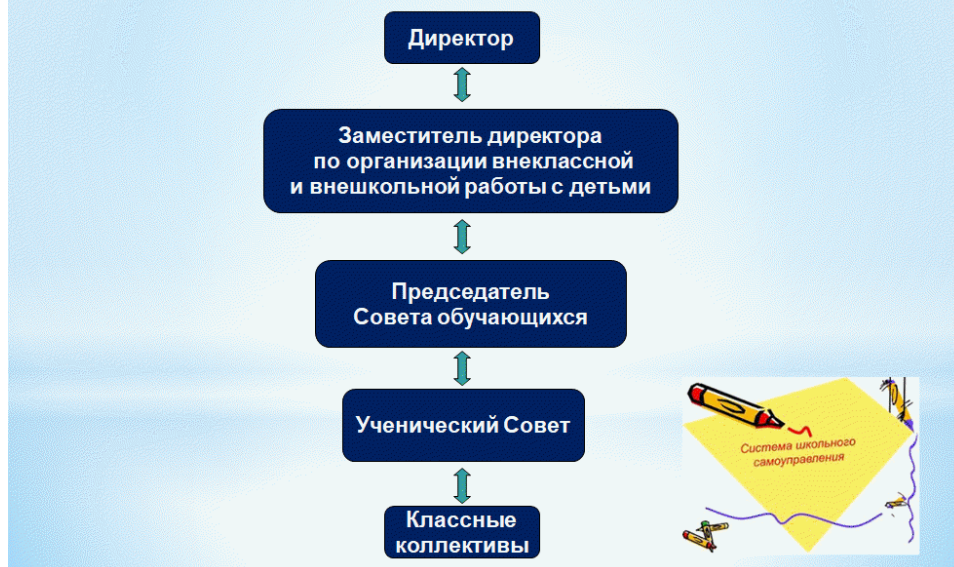 Директор
Заместитель директора
по организации внеклассной
и внешкольной работы с детьми
Председатель
Совета обучающихся
Ученический Совет
Классные
коллективы
Система школьного
самоуправления